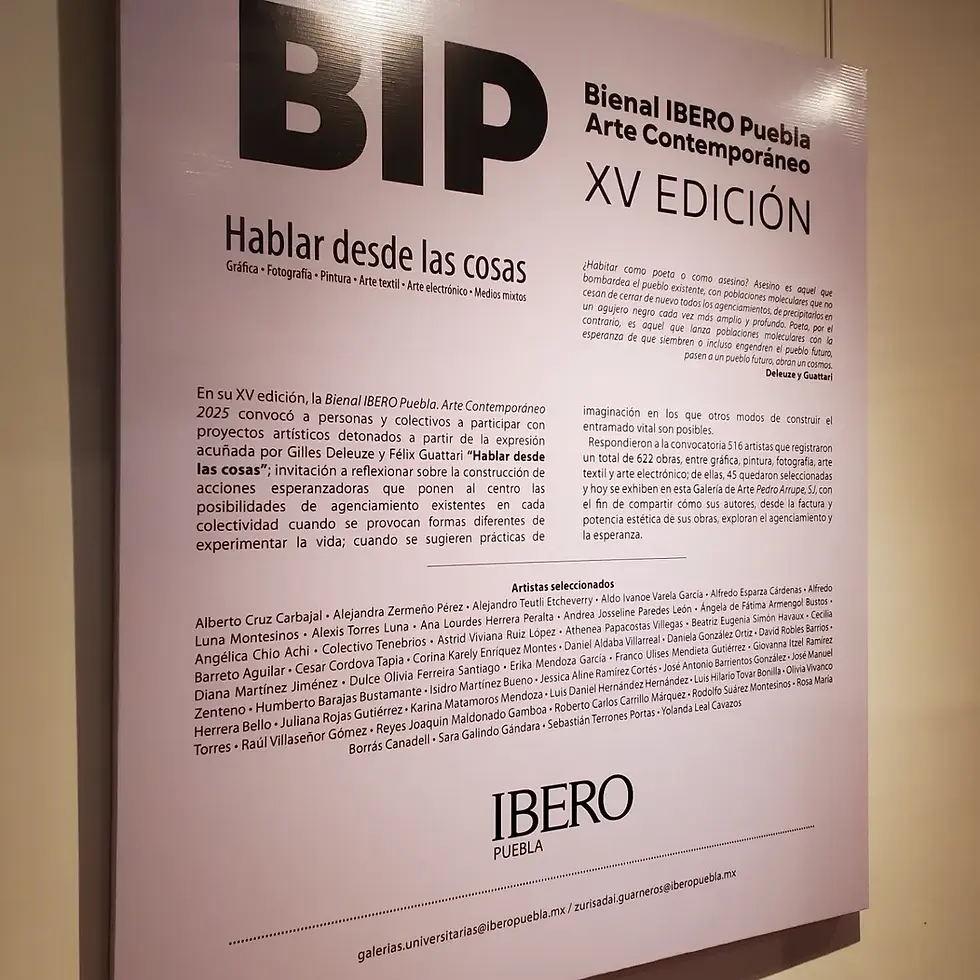 BIP
Bienal IBERO Puebla
Arte Contemporáneo
XV EDICIÓN
Hablar desde las cosas
Gráfica • Fotografía • Pintura • Arte textil • Arte electrónico • Medios mixtos
¿Habitar como poeta o como asesino? Asesino es aquel que
bombardea el pueblo existente, con poblaciones moleculares que no
cesan de cerrar de nuevo todos los agenciamientos, de precipitarlos en
un agujero negro cada vez más amplio y profundo. Poeta, por el
contrario, es aquel que lanza poblaciones moleculares con la
esperanza de que siembren o incluso engendren el pueblo futuro,
pasen a un pueblo futuro, abran un cosmos.
Deleuze y Guattari
En su XV edición, la Bienal IBERO Puebla. Arte Contemporáneo
2025 convocó a personas y colectivos a participar con
proyectos artísticos detonados a partir de la expresión
acuñada por Gilles Deleuze y Félix Guattari “Hablar desde
las cosas”; invitación a reflexionar sobre la construcción de
acciones esperanzadoras que ponen al centro las
posibilidades de agenciamiento existentes en cada
colectividad cuando se provocan formas diferentes de
experimentar la vida; cuando se sugieren prácticas de
imaginación en los que otros modos de construir el
entramado vital son posibles.
Respondieron a la convocatoria 516 artistas que registraron
un total de 622 obras, entre gráfica, pintura, fotografía, arte
textil y arte electrónico; de ellas, 45 quedaron seleccionadas
y hoy se exhiben en esta Galería de Arte Pedro Arrupe, SJ, con
el fin de compartir cómo sus autores, desde la factura y
potencia estética de sus obras, exploran el agenciamiento y
la esperanza.
Artistas seleccionados
Alberto Cruz Carbajal • Alejandra Zermeño Pérez • Alejandro Teutli Etcheverry • Aldo Ivanoe Varela García • Alfredo Esparza Cárdenas • Alfredo
Luna Montesinos • Alexis Torres Luna • Ana Lourdes Herrera Peralta • Andrea Josseline Paredes León • Ángela de Fátima Armengol Bustos •
Angélica Chio Achi • Colectivo Tenebrios • Astrid Viviana Ruiz López • Athenea Papacostas Villegas • Beatriz Eugenia Simón Havaux • Cecilia
Barreto Aguilar • Cesar Cordova Tapia • Corina Karely Enríquez Montes • Daniel Aldaba Villarreal • Daniela González Ortiz • David Robles Barrios •
Diana Martínez Jiménez • Dulce Olivia Ferreira Santiago • Erika Mendoza García • Franco Ulises Mendieta Gutiérrez • Giovanna Itzel Ramírez
Zenteno • Humberto Barajas Bustamante • Isidro Martínez Bueno • Jessica Aline Ramírez Cortés • José Antonio Barrientos González • José Manuel
Herrera Bello • Juliana Rojas Gutiérrez • Karina Matamoros Mendoza • Luis Daniel Hernández Hernández • Luis Hilario Tovar Bonilla • Olivia Vivanco
Torres • Raúl Villaseñor Gómez • Reyes Joaquin Maldonado Gamboa • Roberto Carlos Carrillo Márquez • Rodolfo Suárez Montesinos • Rosa María
Borrás Canadell • Sara Galindo Gándara • Sebastián Terrones Portas • Yolanda Leal Cavazos
IBERO
PUEBLA
galerias.universitarias@iberopuebla.mx / zurisadai.guarneros@iberopuebla.mx